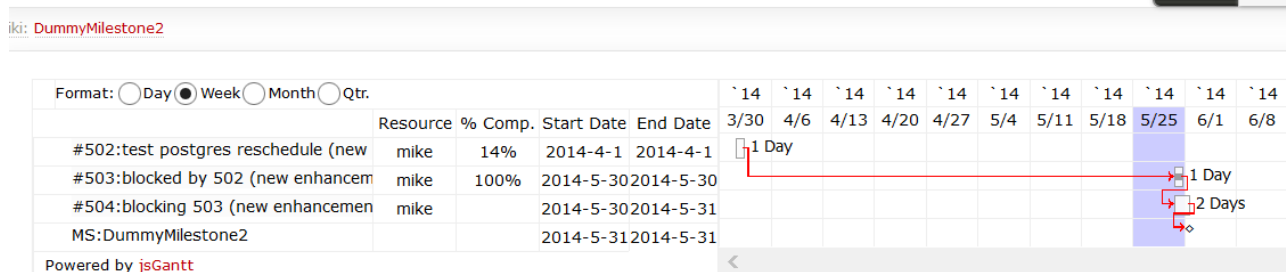 iki: DummyMilestone2
Format: Day Week Month Qtr. `14 `14 `14 `14 `14 `14 `14 `14 `14 `14 `14
Resource % Comp. Start Date End Date 3/30 4/6 4/13 4/20 4/27 5/4 5/11 5/18 5/25 6/1 6/8
#502:test postgres reschedule (new mike 14% 2014-4-1 2014-4-1 1 Day
#503:blocked by 502 (new enhancem mike 100% 2014-5-30 2014-5-30 1 Day
#504:blocking 503 (new enhancemen mike 2014-5-30 2014-5-31 2 Days
MS:DummyMilestone2 2014-5-31 2014-5-31
Powered by jsGantt